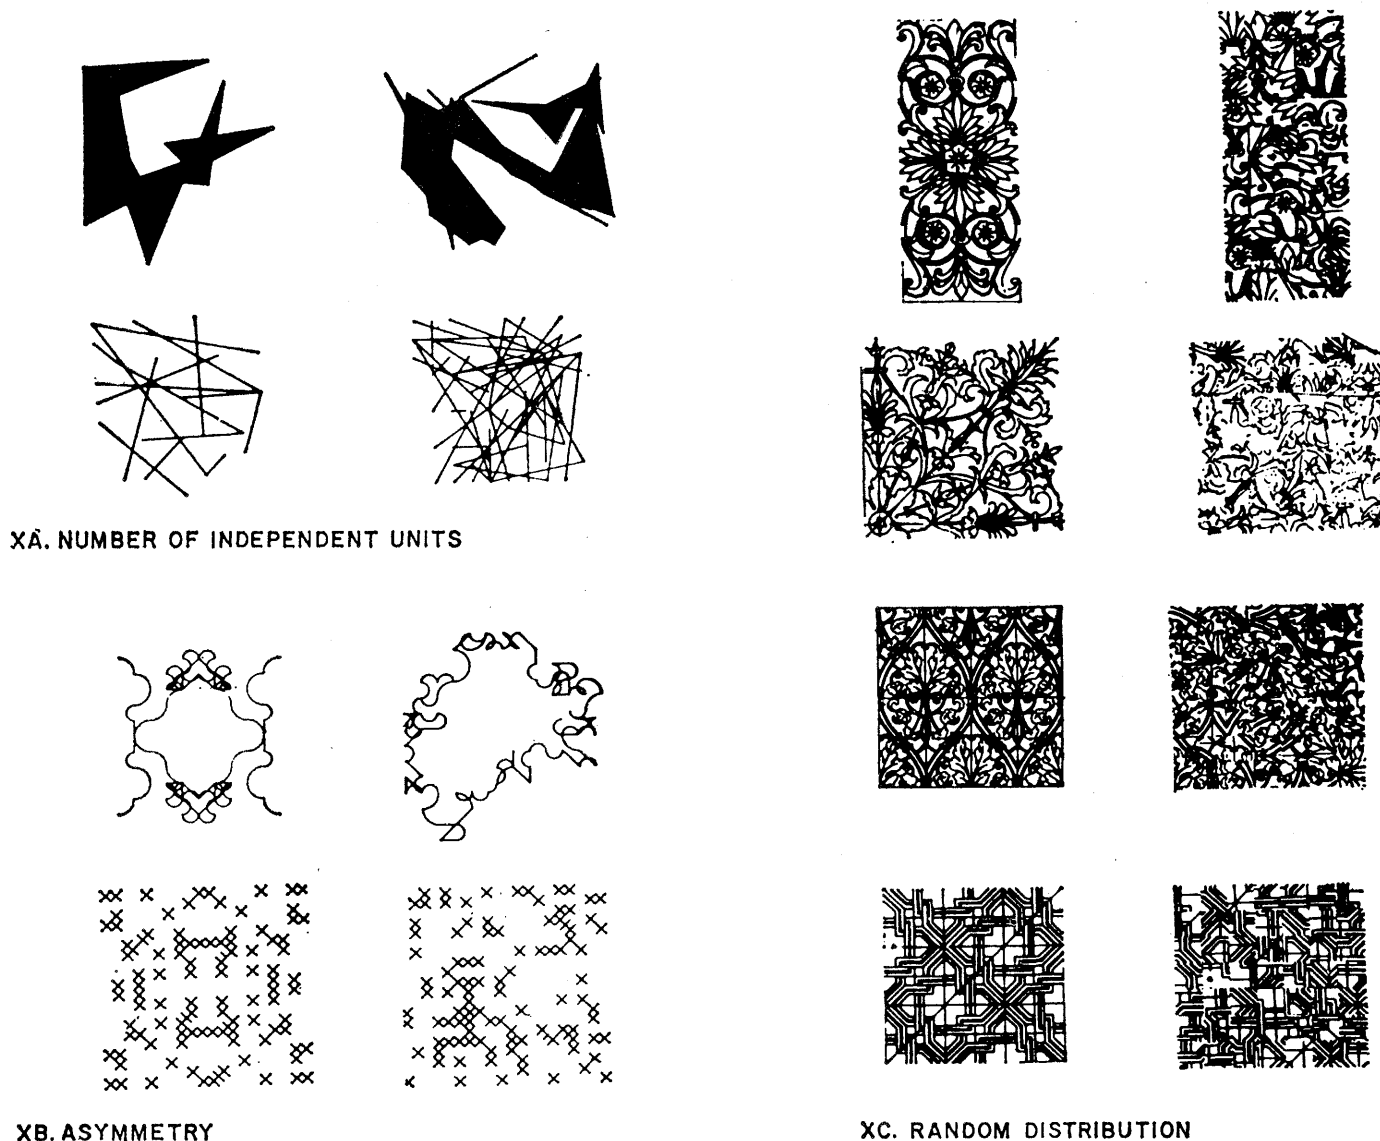 XA. NUMBER OF INDEPENDENT UNITS
XB. ASYMMETRY
XC. RANDOM DISTRIBUTION